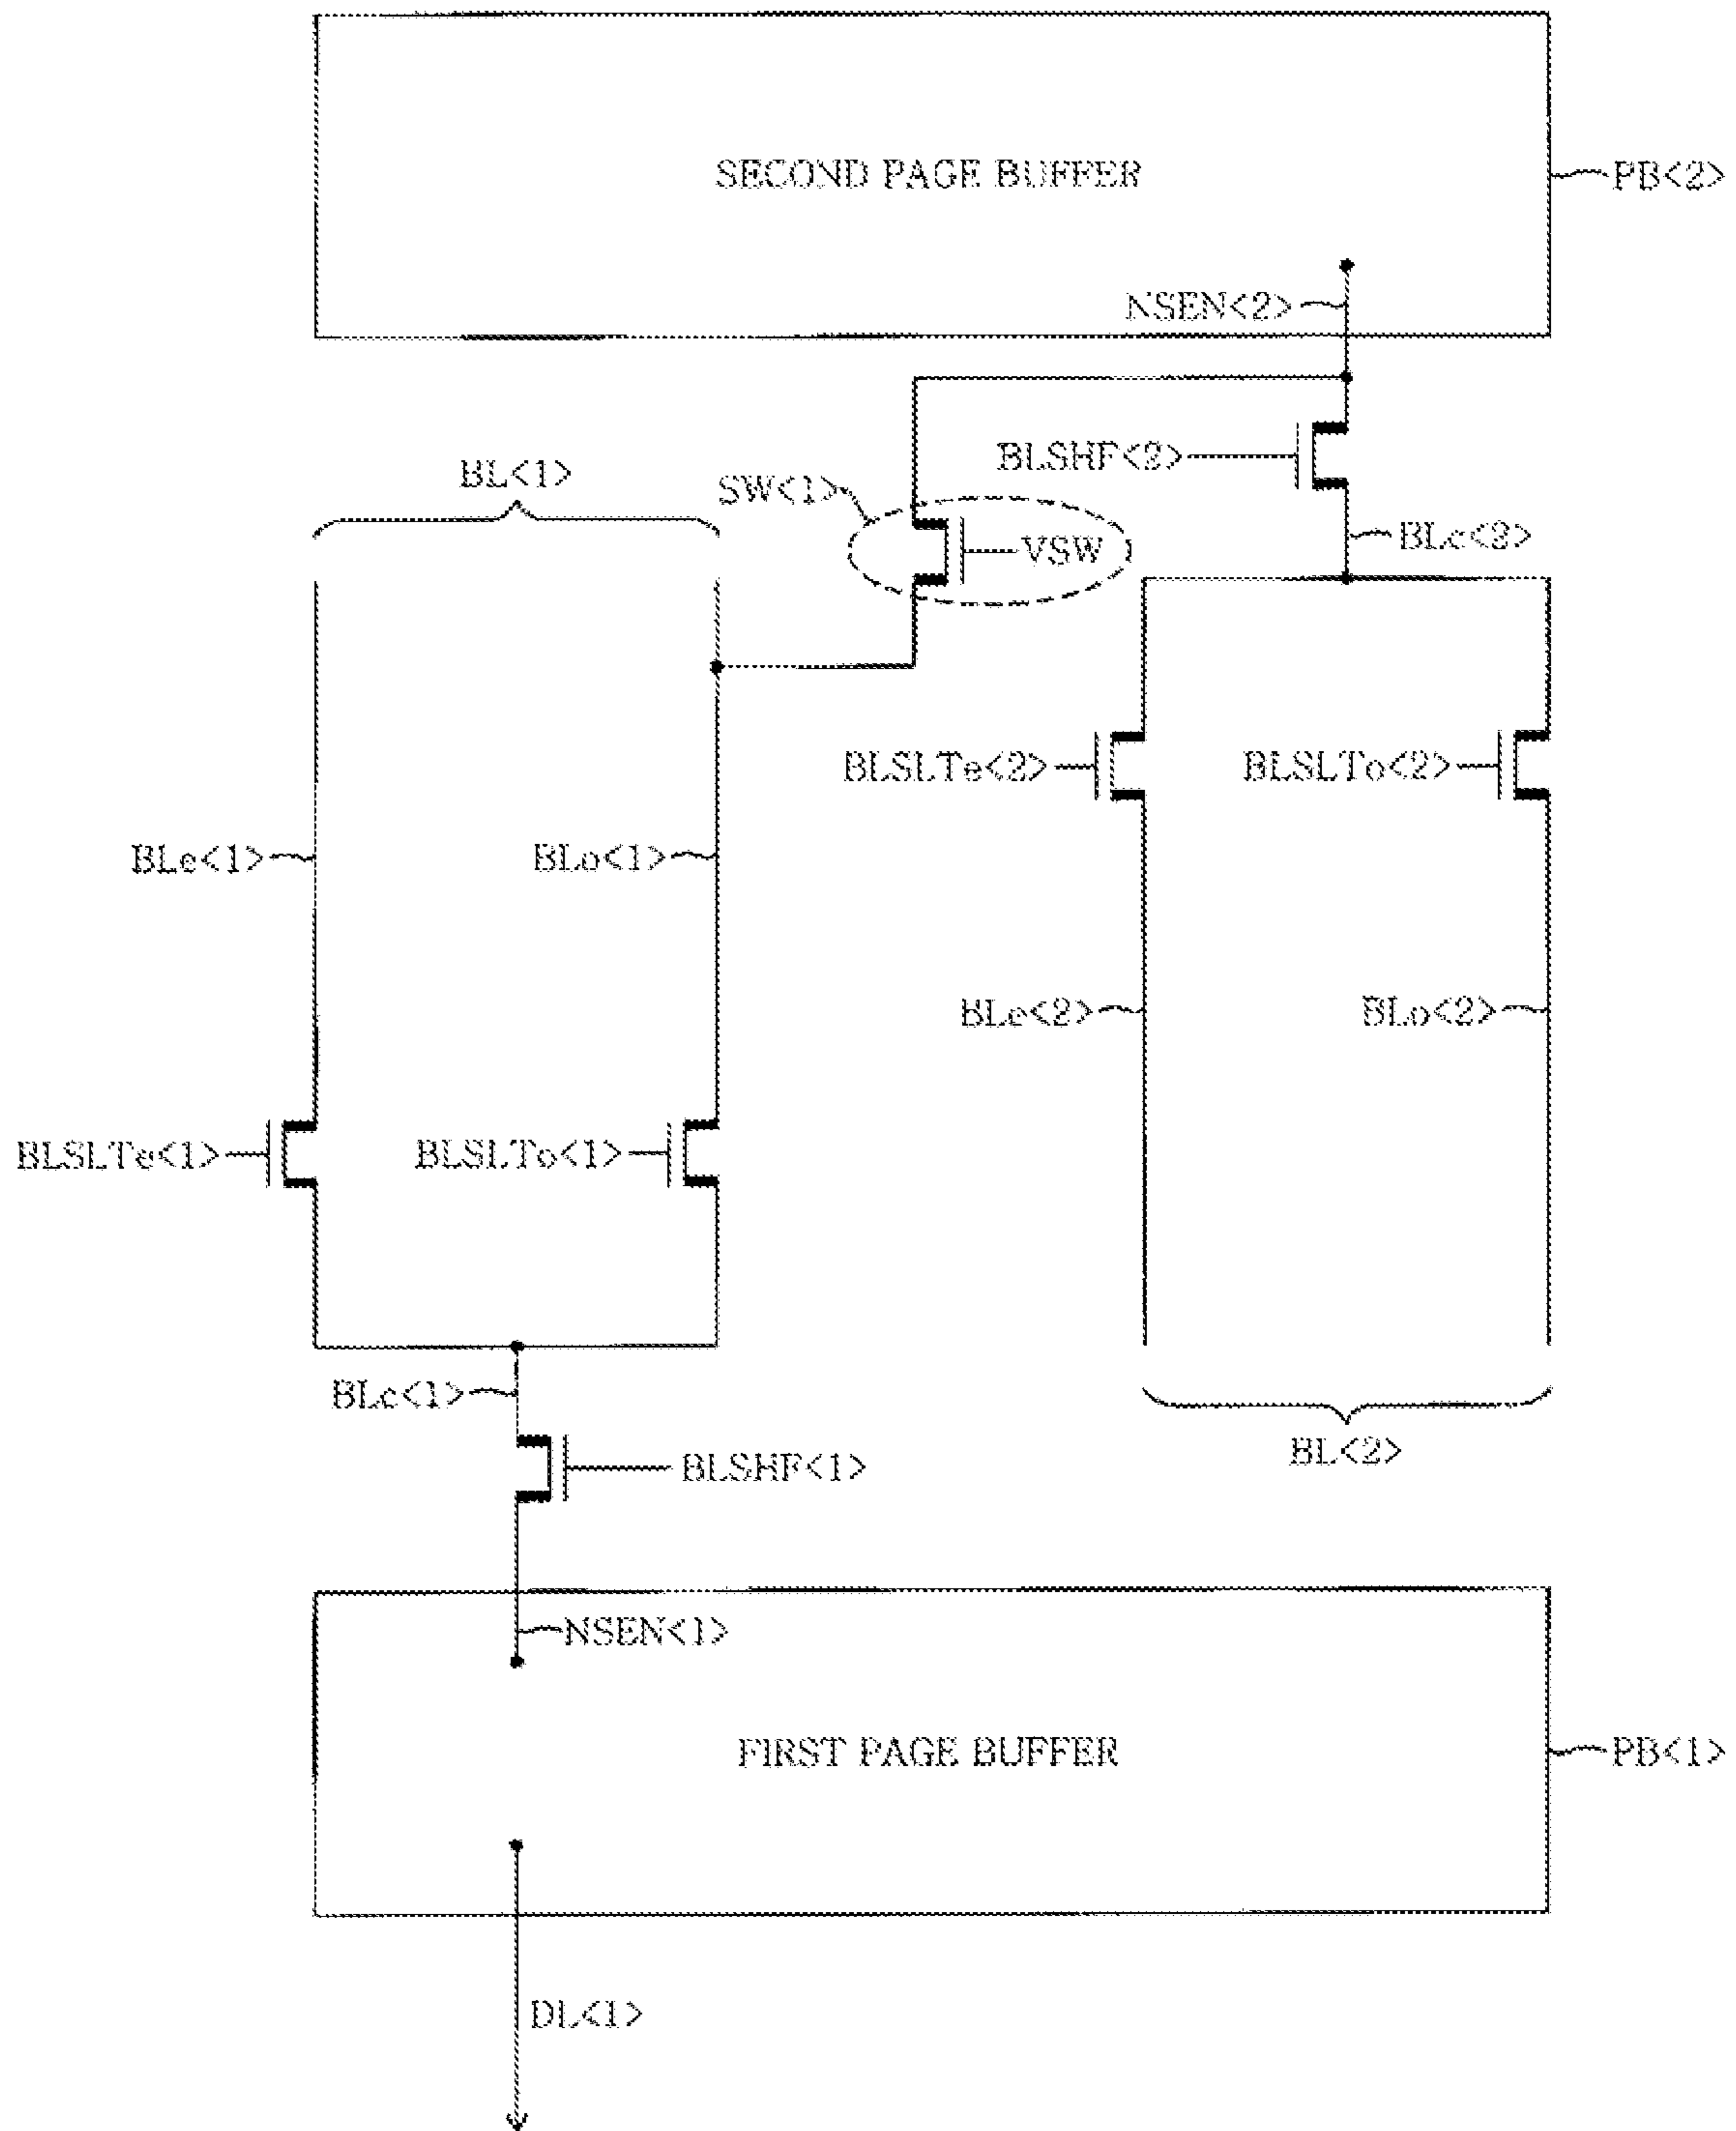 SECOND PAGE BUFFER
PB<2>
NSEN<2>
BLSHF<2>
BL<1>
SW<1>
VSW
BLc<2>
BLSLTe<2>
BLSLTo<2>
BLe<1>
BLo<1>
BLe<2>
BLo<2>
BLSLTe<1>
BLSLTo<1>
BLc<1>
BL<2>
BLSHF<1>
NSEN<1>
FIRST PAGE BUFFER
PB<1>
DL<1>